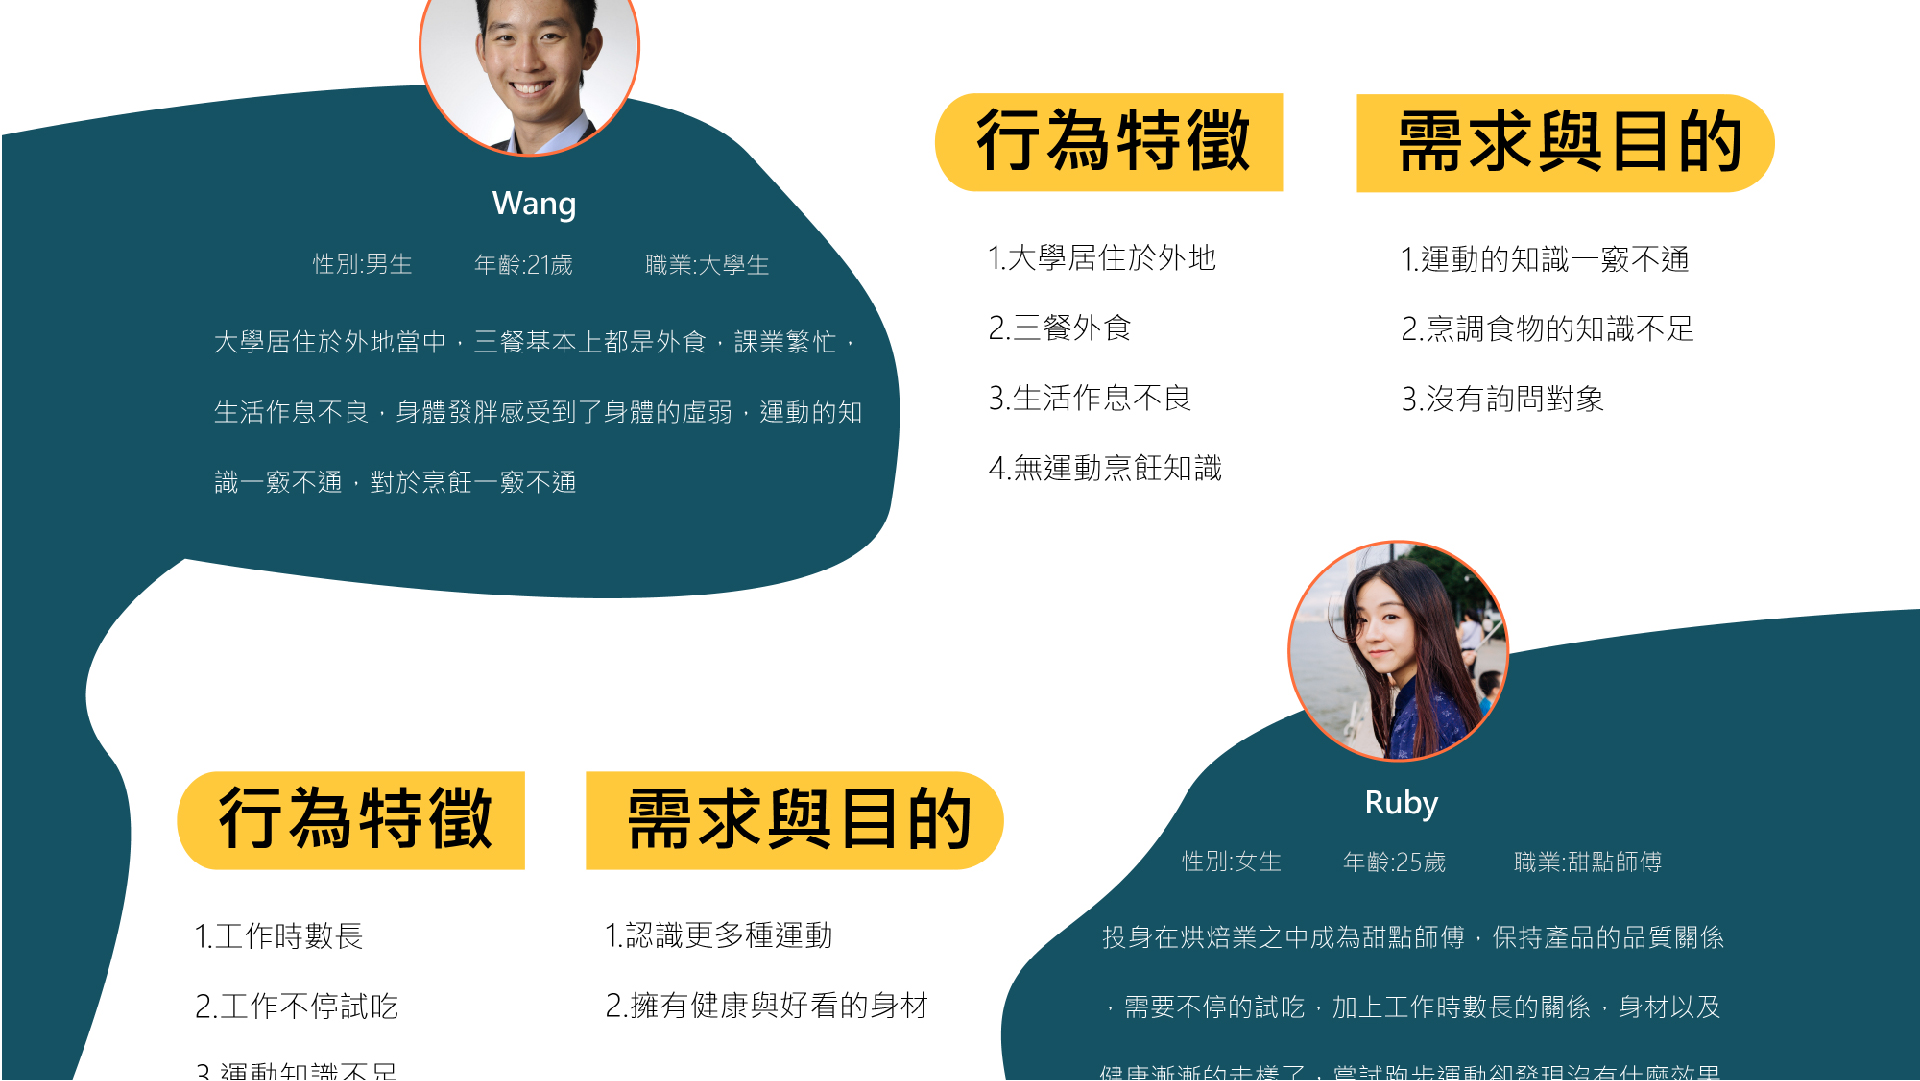 Wang
性別:男生 年齡:21歲 職業:大學生
大學居住於外地當中，三餐基本上都是外食，課業繁忙，
生活作息不良，身體發胖感受到了身體的虛弱，運動的知
識一竅不通，對於烹飪一竅不通
行為特徵
1.大學居住於外地
2.三餐外食
3.生活作息不良
4.無運動烹飪知識
需求與目的
1.運動的知識一竅不通
2.烹調食物的知識不足
3.沒有詢問對象
Ruby
性別:女生 年齡:25歲 職業:甜點師傅
投身在烘焙業之中成為甜點師傅，保持產品的品質關係
，需要不停的試吃，加上工作時數長的關係，身材以及
健康漸漸的走樣了，嘗試跑步運動卻發現沒有什麼效果
行為特徵
1.工作時數長
2.工作不停試吃
3.運動知識不足
需求與目的
1.認識更多種運動
2.擁有健康與好看的身材